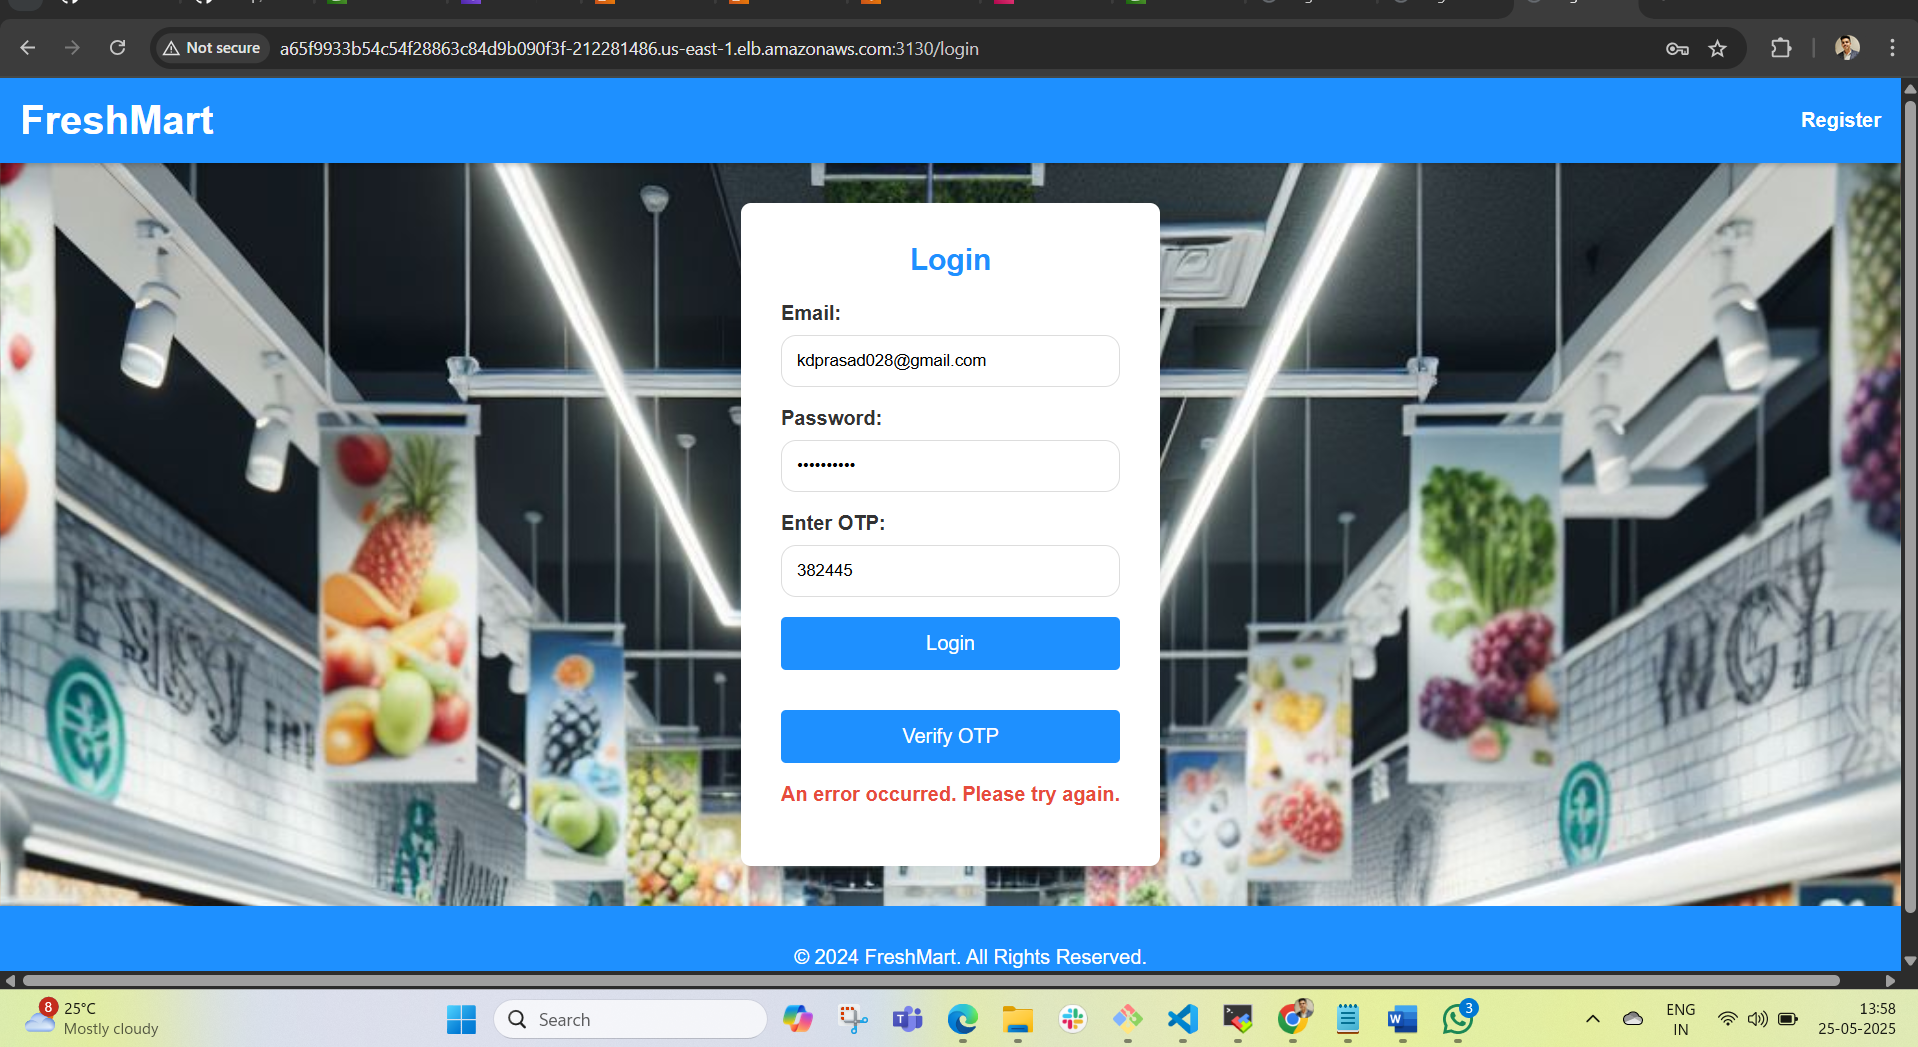 Not secure
a65f9933b54c54f28863c84d9b090f3f-212281486.us-east-1.elb.amazonaws.com:3130/login
FreshMart
Register
Login
Email:
kdprasad028@gmail.com
Password:
••••••••••
Enter OTP:
382445
Login
Verify OTP
An error occurred. Please try again.
© 2024 FreshMart. All Rights Reserved.
8
25°C
Mostly cloudy
Search
3
ENG
IN
13:58
25-05-2025